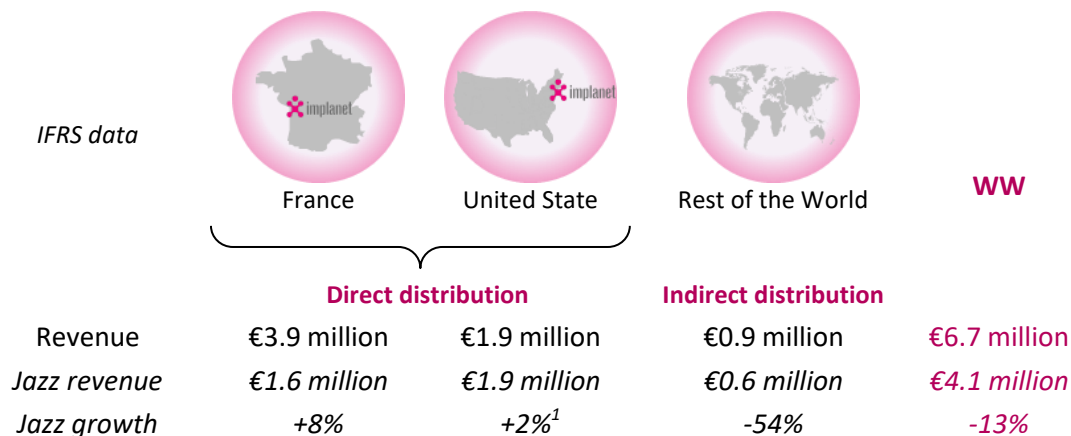 implanet
implanet
IFRS data
France United State Rest of the World WW
Direct distribution Indirect distribution
Revenue €3.9 million €1.9 million €0.9 million €6.7 million
Jazz revenue €1.6 million €1.9 million €0.6 million €4.1 million
Jazz growth +8% +2%¹ -54% -13%